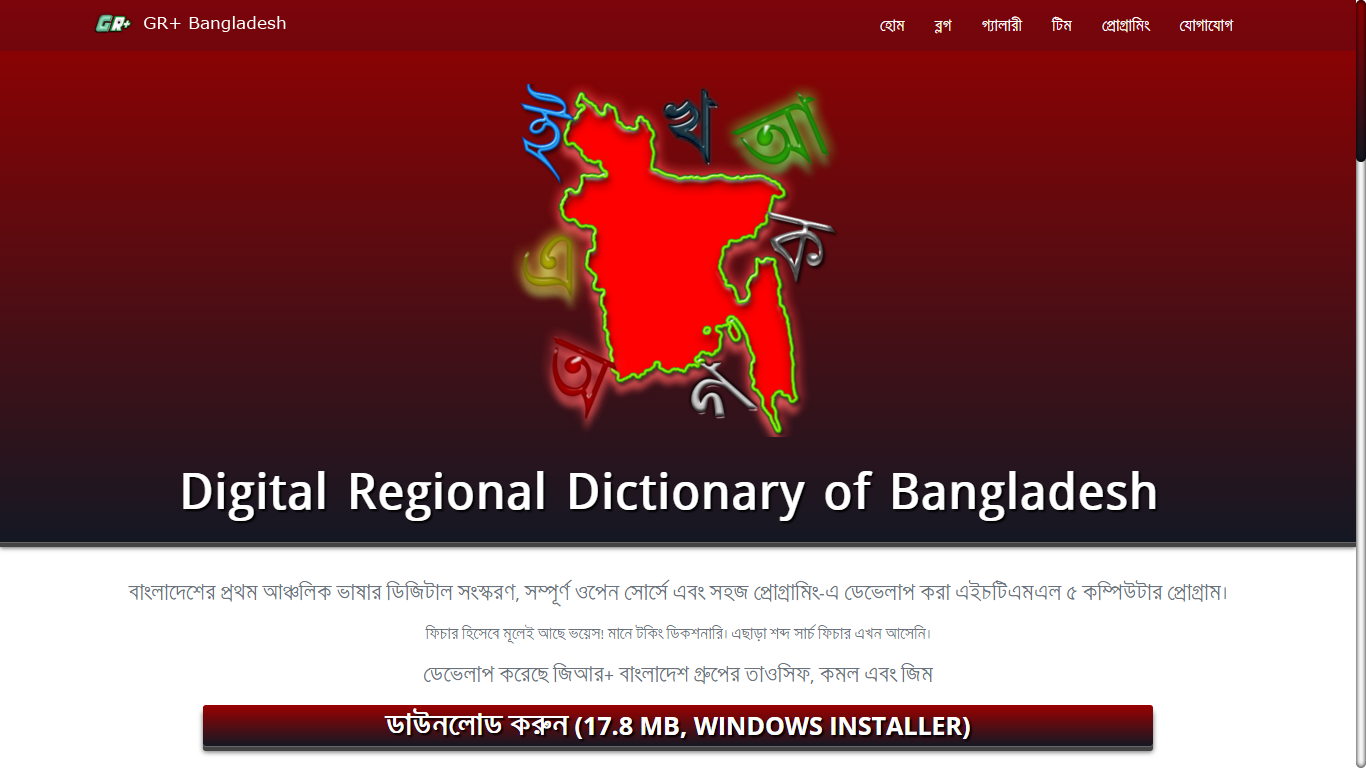 GR+ GR+ Bangladesh হোম ব্লগ গ্যালারী টিম প্রোগ্রামিং যোগাযোগ
ই খ আ
ক
এ
অ
গ
Digital Regional Dictionary of Bangladesh
বাংলাদেশের প্রথম আঞ্চলিক ভাষার ডিজিটাল সংস্করণ, সম্পূর্ণ ওপেন সোর্সে এবং সহজ প্রোগ্রামিং-এ ডেভেলাপ করা এইচটিএমএল ৫ কম্পিউটার প্রোগ্রাম।
ফিচার হিসেবে মূলেই আছে ভয়েস! মানে টকিং ডিকশনারি। এছাড়া শব্দ সার্চ ফিচার এখন আসেনি।
ডেভেলাপ করেছে জিআর+ বাংলাদেশ গ্রুপের তাওসিফ, কমল এবং জিম
ডাউনলোড করুন (17.8 MB, WINDOWS INSTALLER)